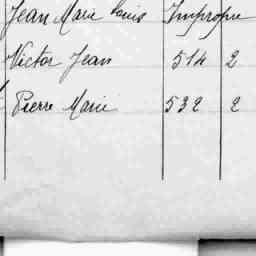 Jean Marie Louis Impropre
Victor Jean 514 2
Pierre Marie 532 2